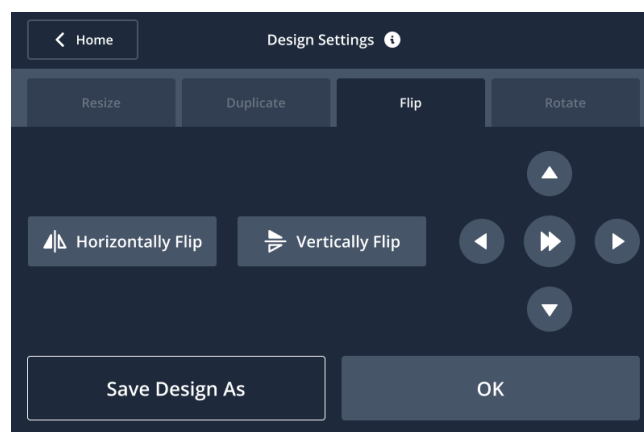 Home
Design Settings
Resize
Duplicate
Flip
Rotate
Horizontally Flip
Vertically Flip
Save Design As
OK